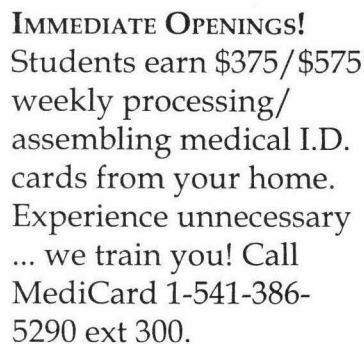 IMMEDIATE OPENINGS!
Students earn $375/$575
weekly processing/
assembling medical I.D.
cards from your home.
Experience unnecessary
... we train you! Call
MediCard 1-541-386-
5290 ext 300.